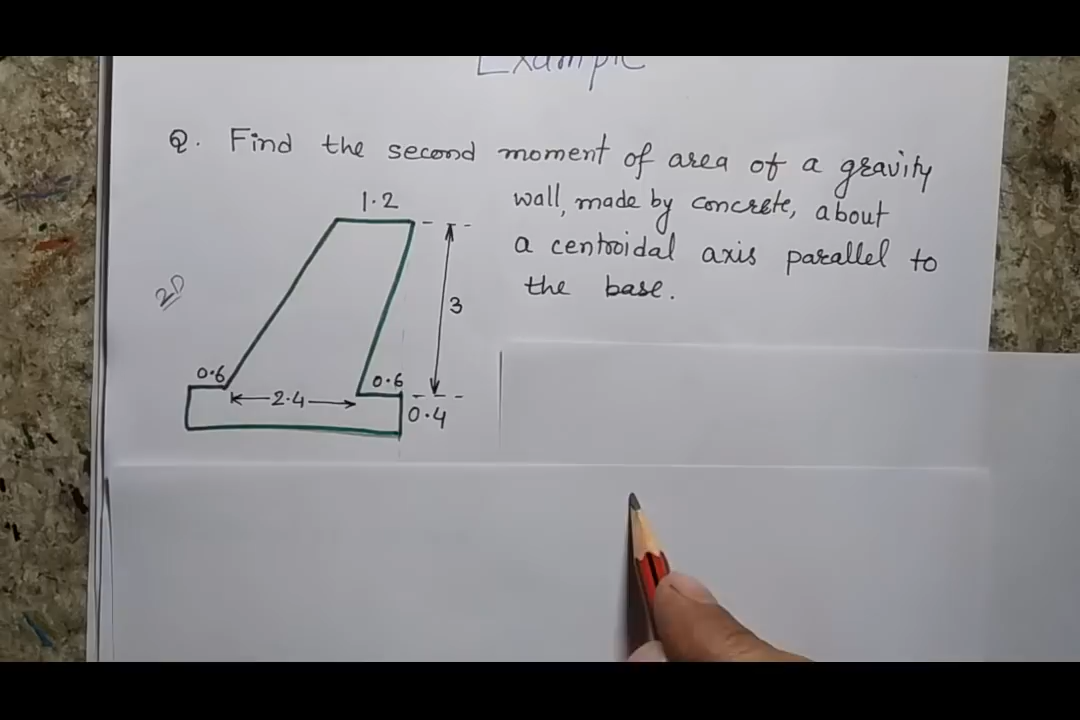 Example
Q. Find the second moment of area of a gravity
wall, made by concrete, about
a centroidal axis parallel to
the base.
1.2
3
0.6
2.4
0.6
0.4